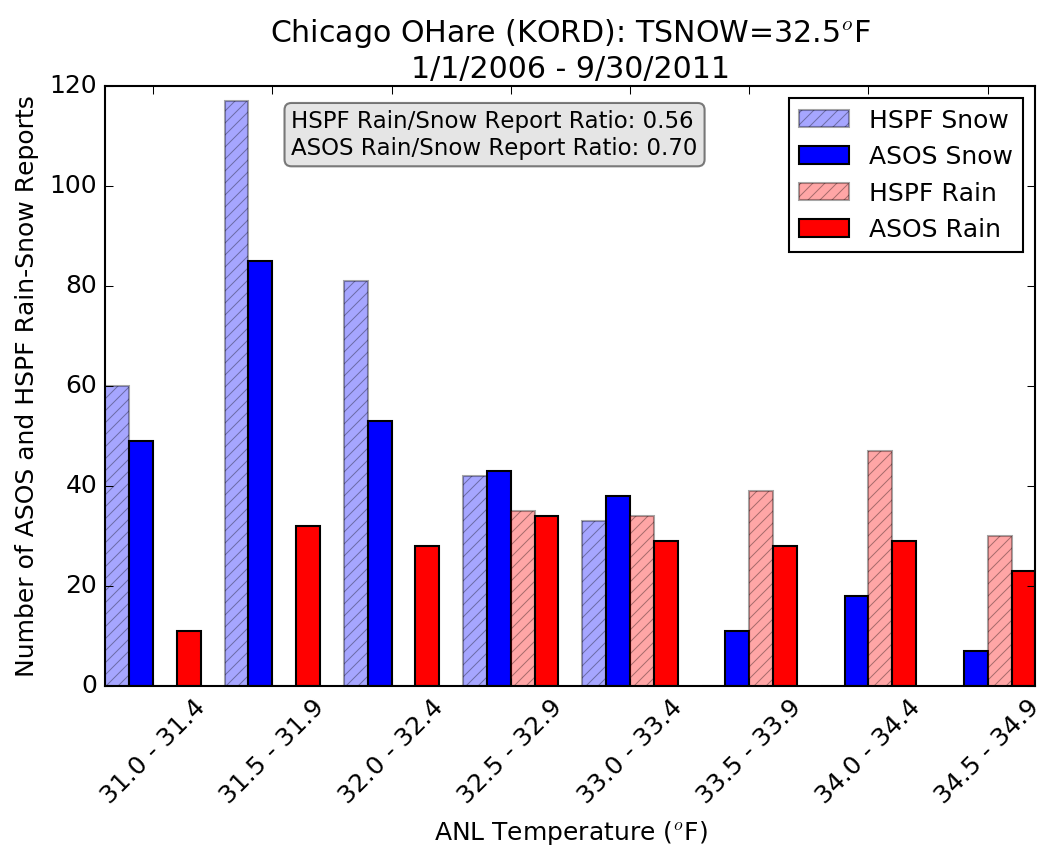 Chicago OHare (KORD): TSNOW=32.5°F
1/1/2006 - 9/30/2011
HSPF Rain/Snow Report Ratio: 0.56
ASOS Rain/Snow Report Ratio: 0.70
HSPF Snow
ASOS Snow
HSPF Rain
ASOS Rain
Number of ASOS and HSPF Rain-Snow Reports
120
100
80
60
40
20
0
31.0 - 31.4
31.5 - 31.9
32.0 - 32.4
32.5 - 32.9
33.0 - 33.4
33.5 - 33.9
34.0 - 34.4
34.5 - 34.9
ANL Temperature (°F)